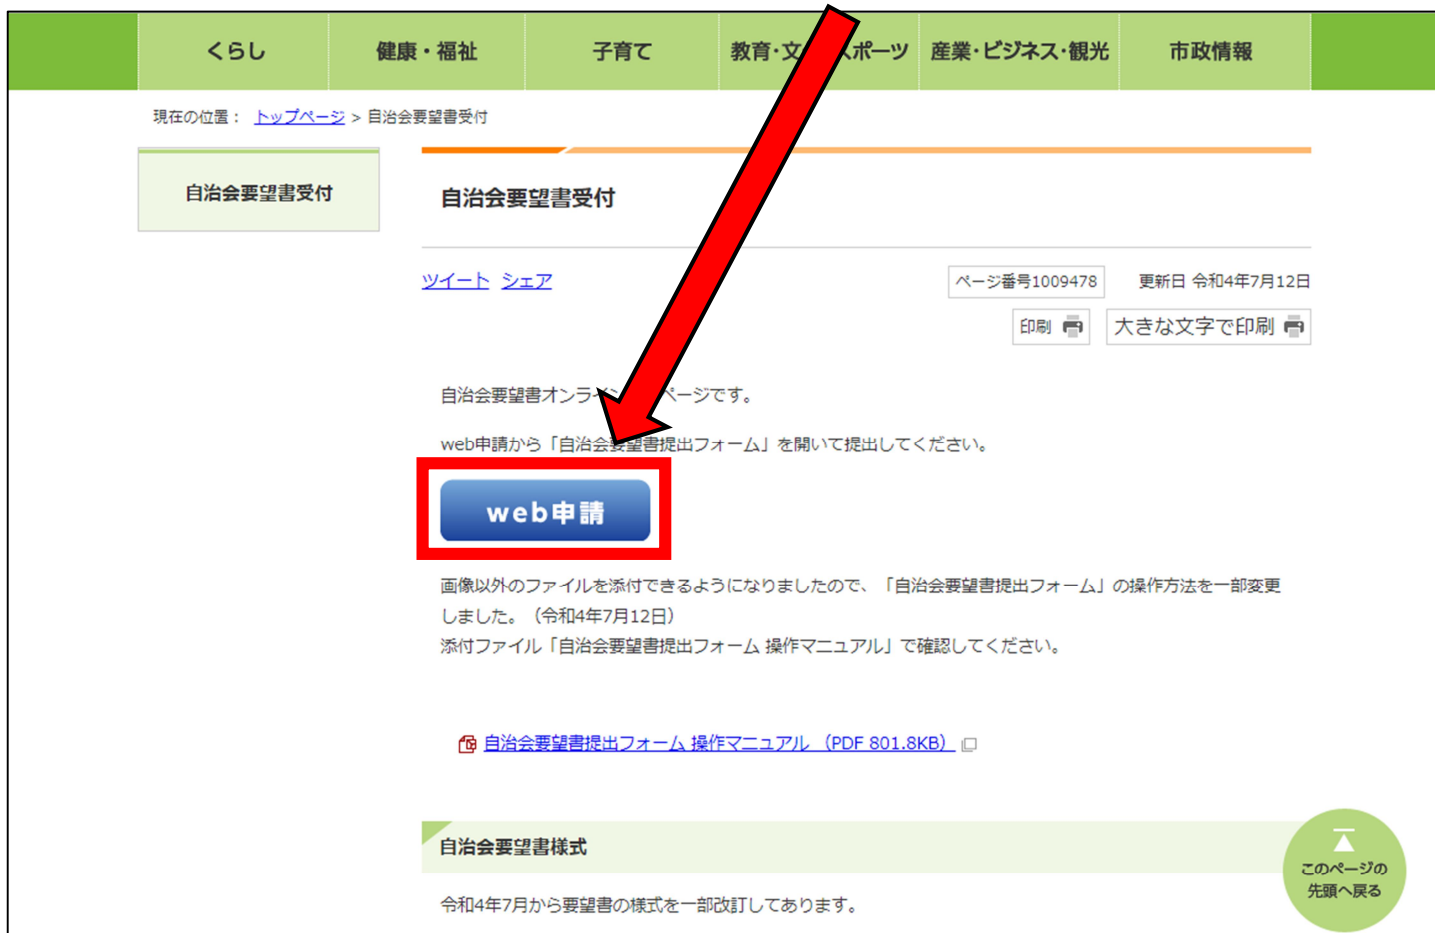 くらし 健康・福祉 子育て 教育・文 スポーツ 産業・ビジネス・観光 市政情報
現在の位置： トップページ > 自治会要望書受付
自治会要望書受付
自治会要望書受付
ツイート シェア
ページ番号1009478 更新日 令和4年7月12日
印刷 大きな文字で印刷
自治会要望書オンライン ページです。
web申請から「自治会要望書提出フォーム」を開いて提出してください。
web申請
画像以外のファイルを添付できるようになりましたので、「自治会要望書提出フォーム」の操作方法を一部変更
しました。（令和4年7月12日）
添付ファイル「自治会要望書提出フォーム 操作マニュアル」で確認してください。
自治会要望書提出フォーム 操作マニュアル （PDF 801.8KB）
自治会要望書様式
令和4年7月から要望書の様式を一部改訂してあります。
このページの
先頭へ戻る